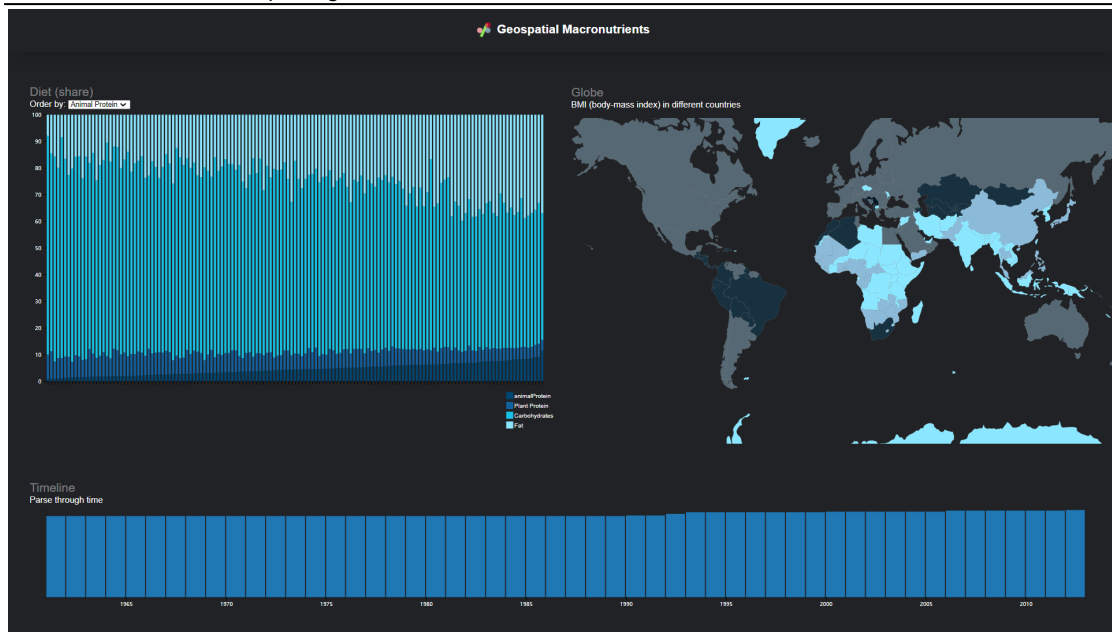 Geospatial Macronutrients
Diet (share)
Order by: Animal Protein
100
90
80
70
60
50
40
30
20
10
0
animalProtein
Plant Protein
Carbohydrates
Fat
Globe
BMI (body-mass index) in different countries
Timeline
Parse through time
1965 1970 1975 1980 1985 1990 1995 2000 2005 2010